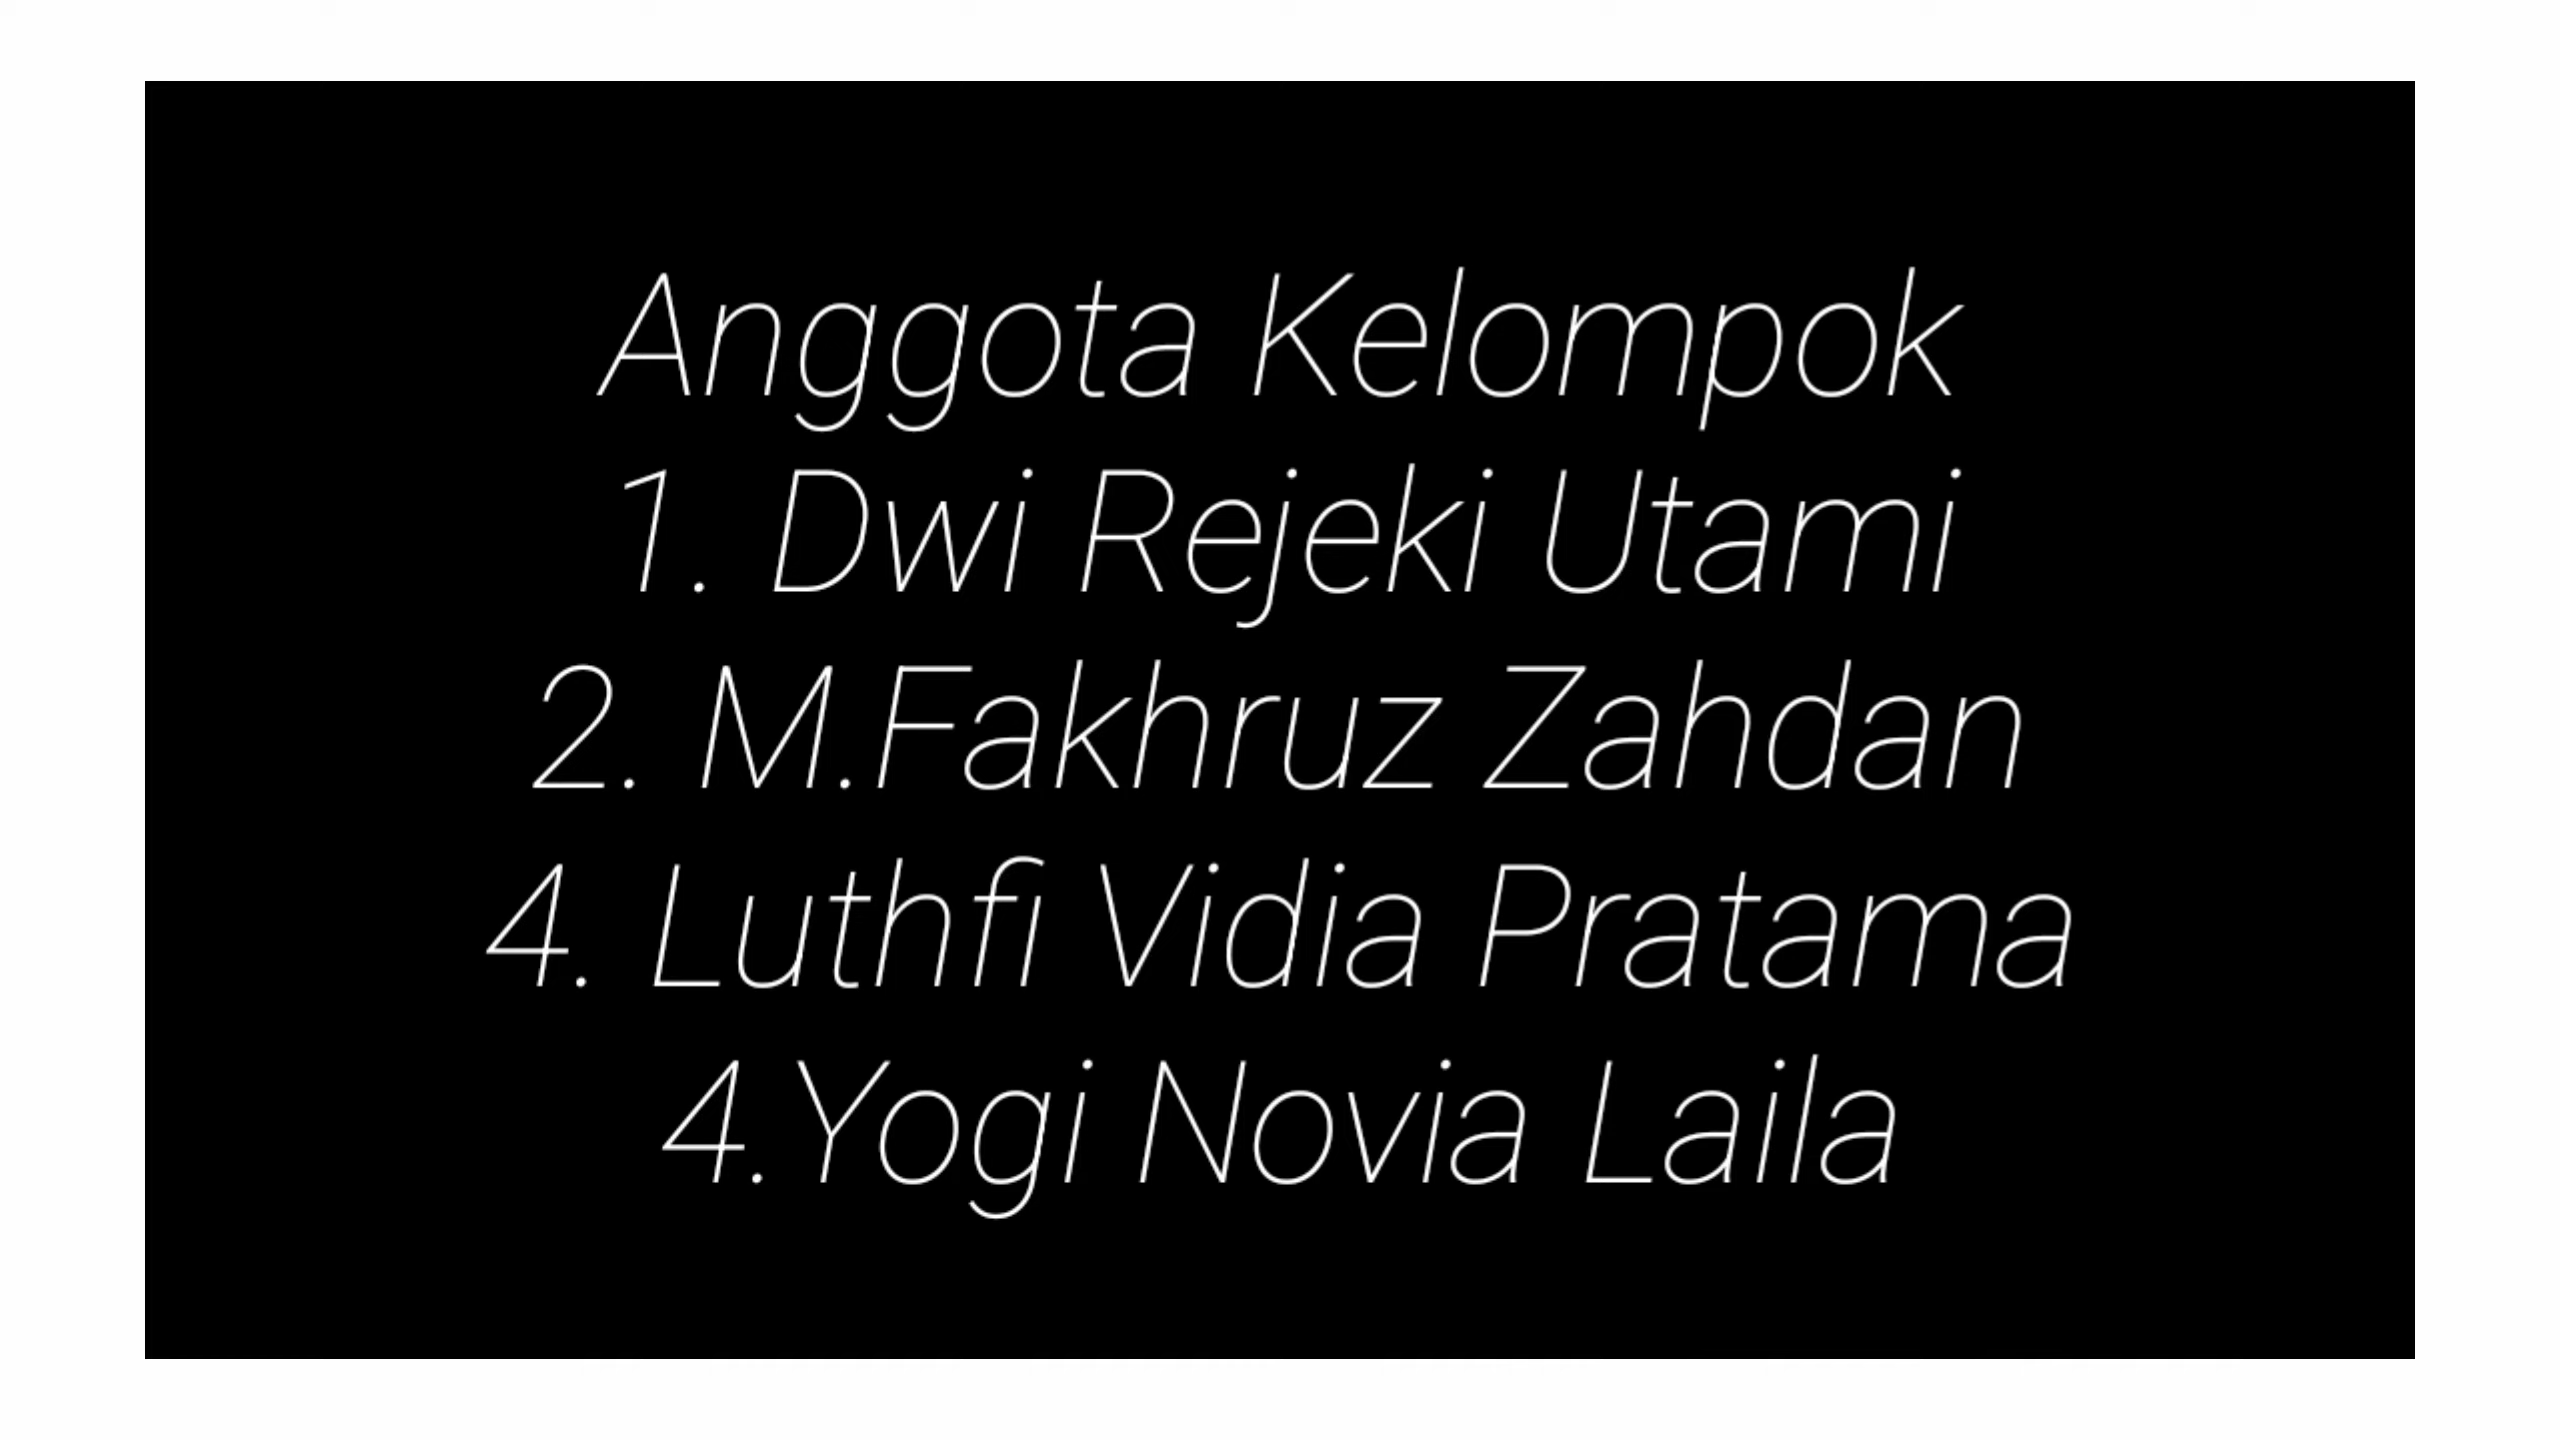 Anggota Kelompok
1. Dwi Rejeki Utami
2. M.Fakhruz Zahdan
4. Luthfi Vidia Pratama
4.Yogi Novia Laila